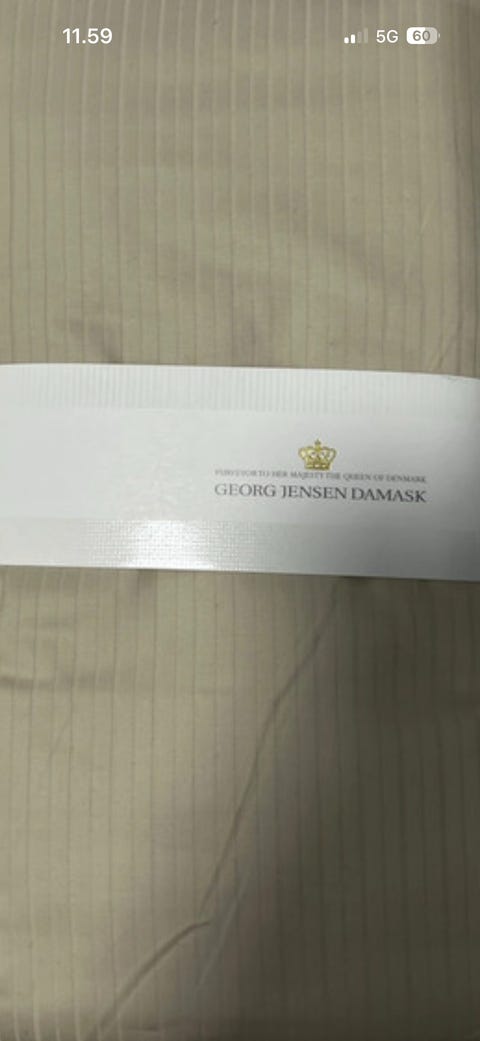 11.59
5G 60
PURVEYOR TO HER MAJESTY THE QUEEN OF DENMARK
GEORG JENSEN DAMASK